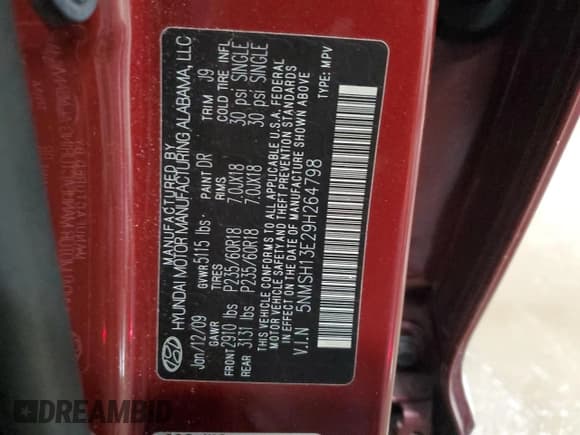 MANUFACTURED BY
HYUNDAI MOTOR MANUFACTURING ALABAMA, LLC
Jan/12/09 GVWR 5115 lbs PAINT DR TRIM J9
GAWR TIRES COLD TIRE INFL
FRONT 2910 lbs P235/60R18 7.0JX18 30 psi SINGLE
REAR 3131 lbs P235/60R18 7.0JX18 30 psi SINGLE
THIS VEHICLE CONFORMS TO ALL APPLICABLE U.S.A. FEDERAL
MOTOR VEHICLE SAFETY AND THEFT PREVENTION STANDARDS
IN EFFECT ON THE DATE OF MANUFACTURE SHOWN ABOVE
V.I.N 5NMSH13E29H264798 TYPE: MPV
DREAMBID